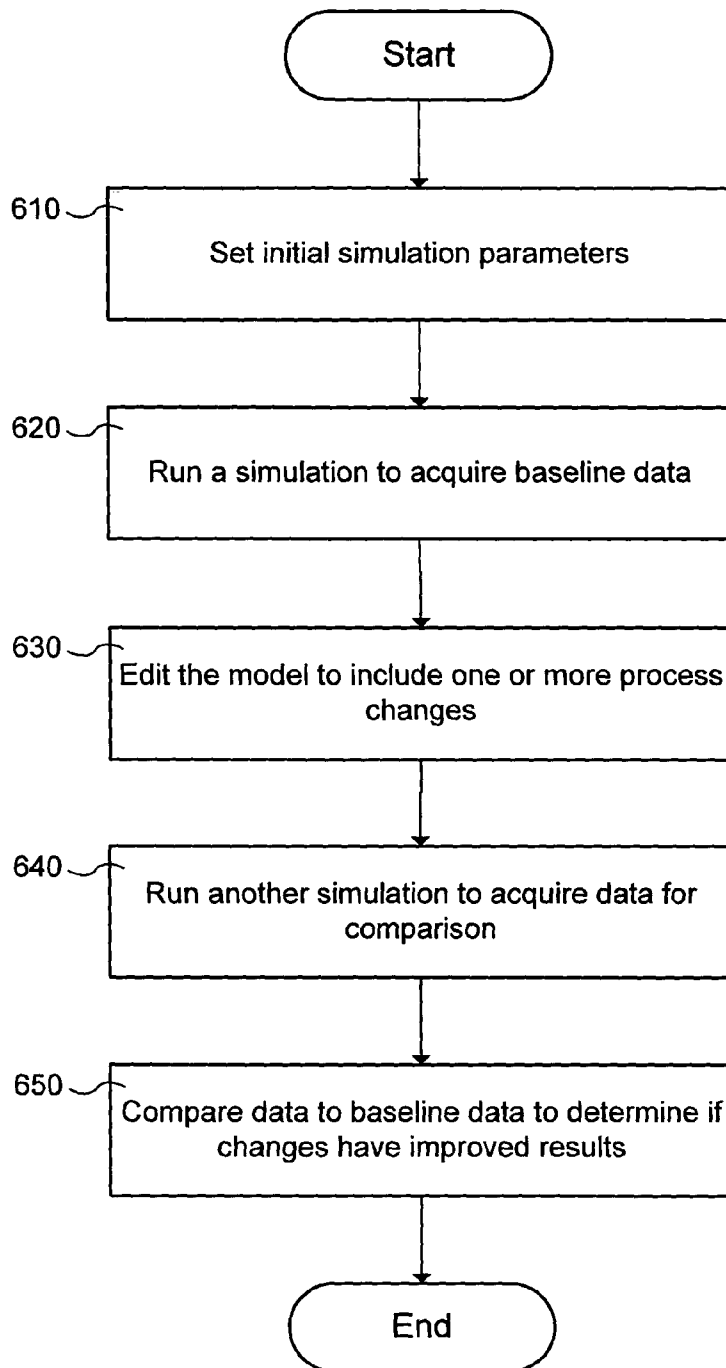 Start
610
Set initial simulation parameters
620
Run a simulation to acquire baseline data
630
Edit the model to include one or more process
changes
640
Run another simulation to acquire data for
comparison
650
Compare data to baseline data to determine if
changes have improved results
End